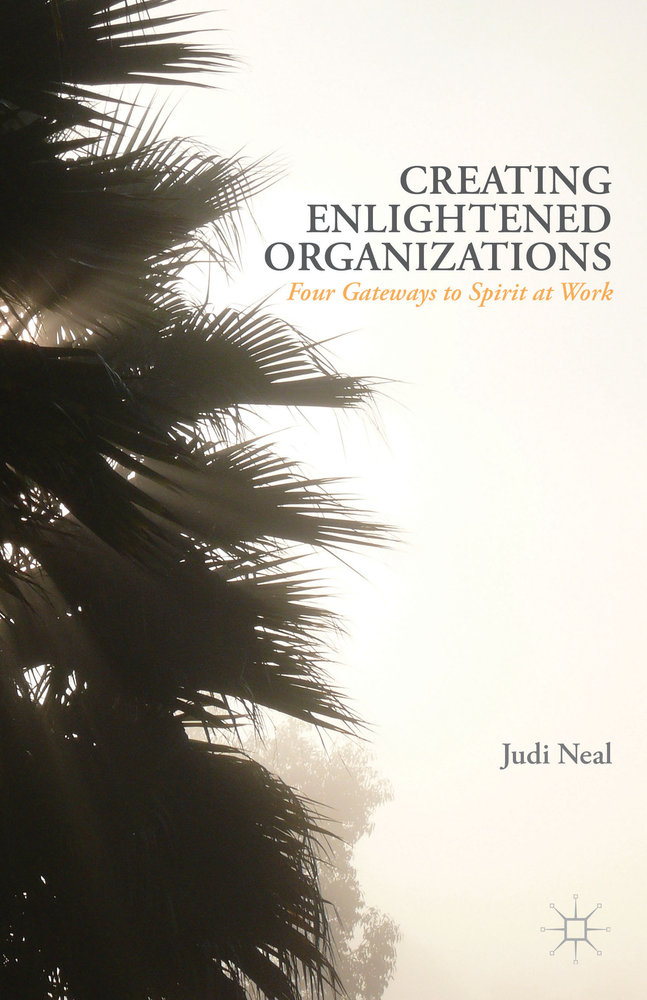 CREATING
ENLIGHTENED
ORGANIZATIONS
Four Gateways to Spirit at Work
Judi Neal